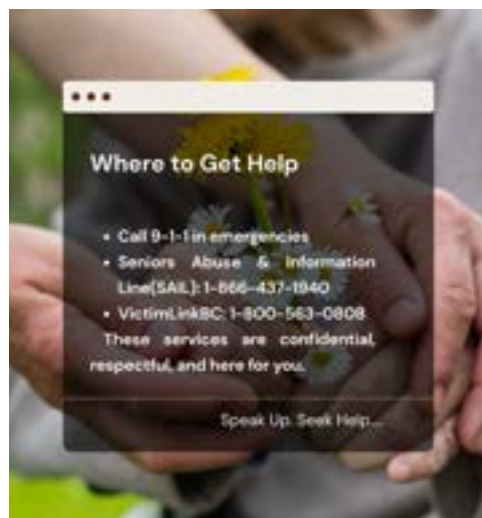 Where to Get Help
• Call 9-1-1 in emergencies
• Seniors Abuse & Information
Line(SAIL): 1-866-437-1940
• VictimLinkBC: 1-800-563-0808
These services are confidential,
respectful, and here for you.
Speak Up. Seek Help...